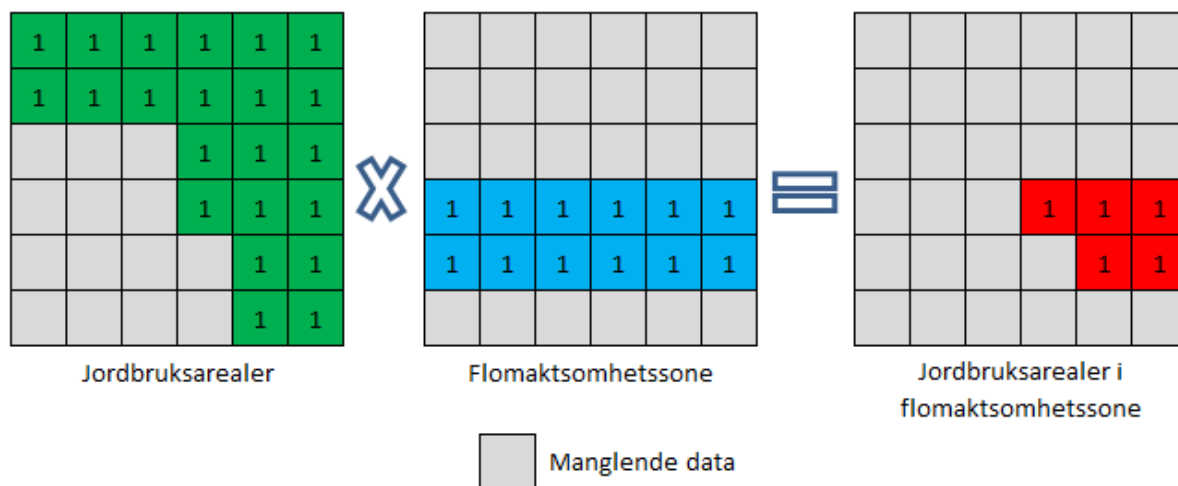 1 1 1 1 1 1
1 1 1 1 1 1
1 1 1
1 1 1
1 1
1 1
Jordbruksarealer
X
1 1 1 1 1 1
1 1 1 1 1 1
Flomaktsomhetssone
=
1 1 1
1 1
Jordbruksarealer i
flomaktsomhetssone
Manglende data